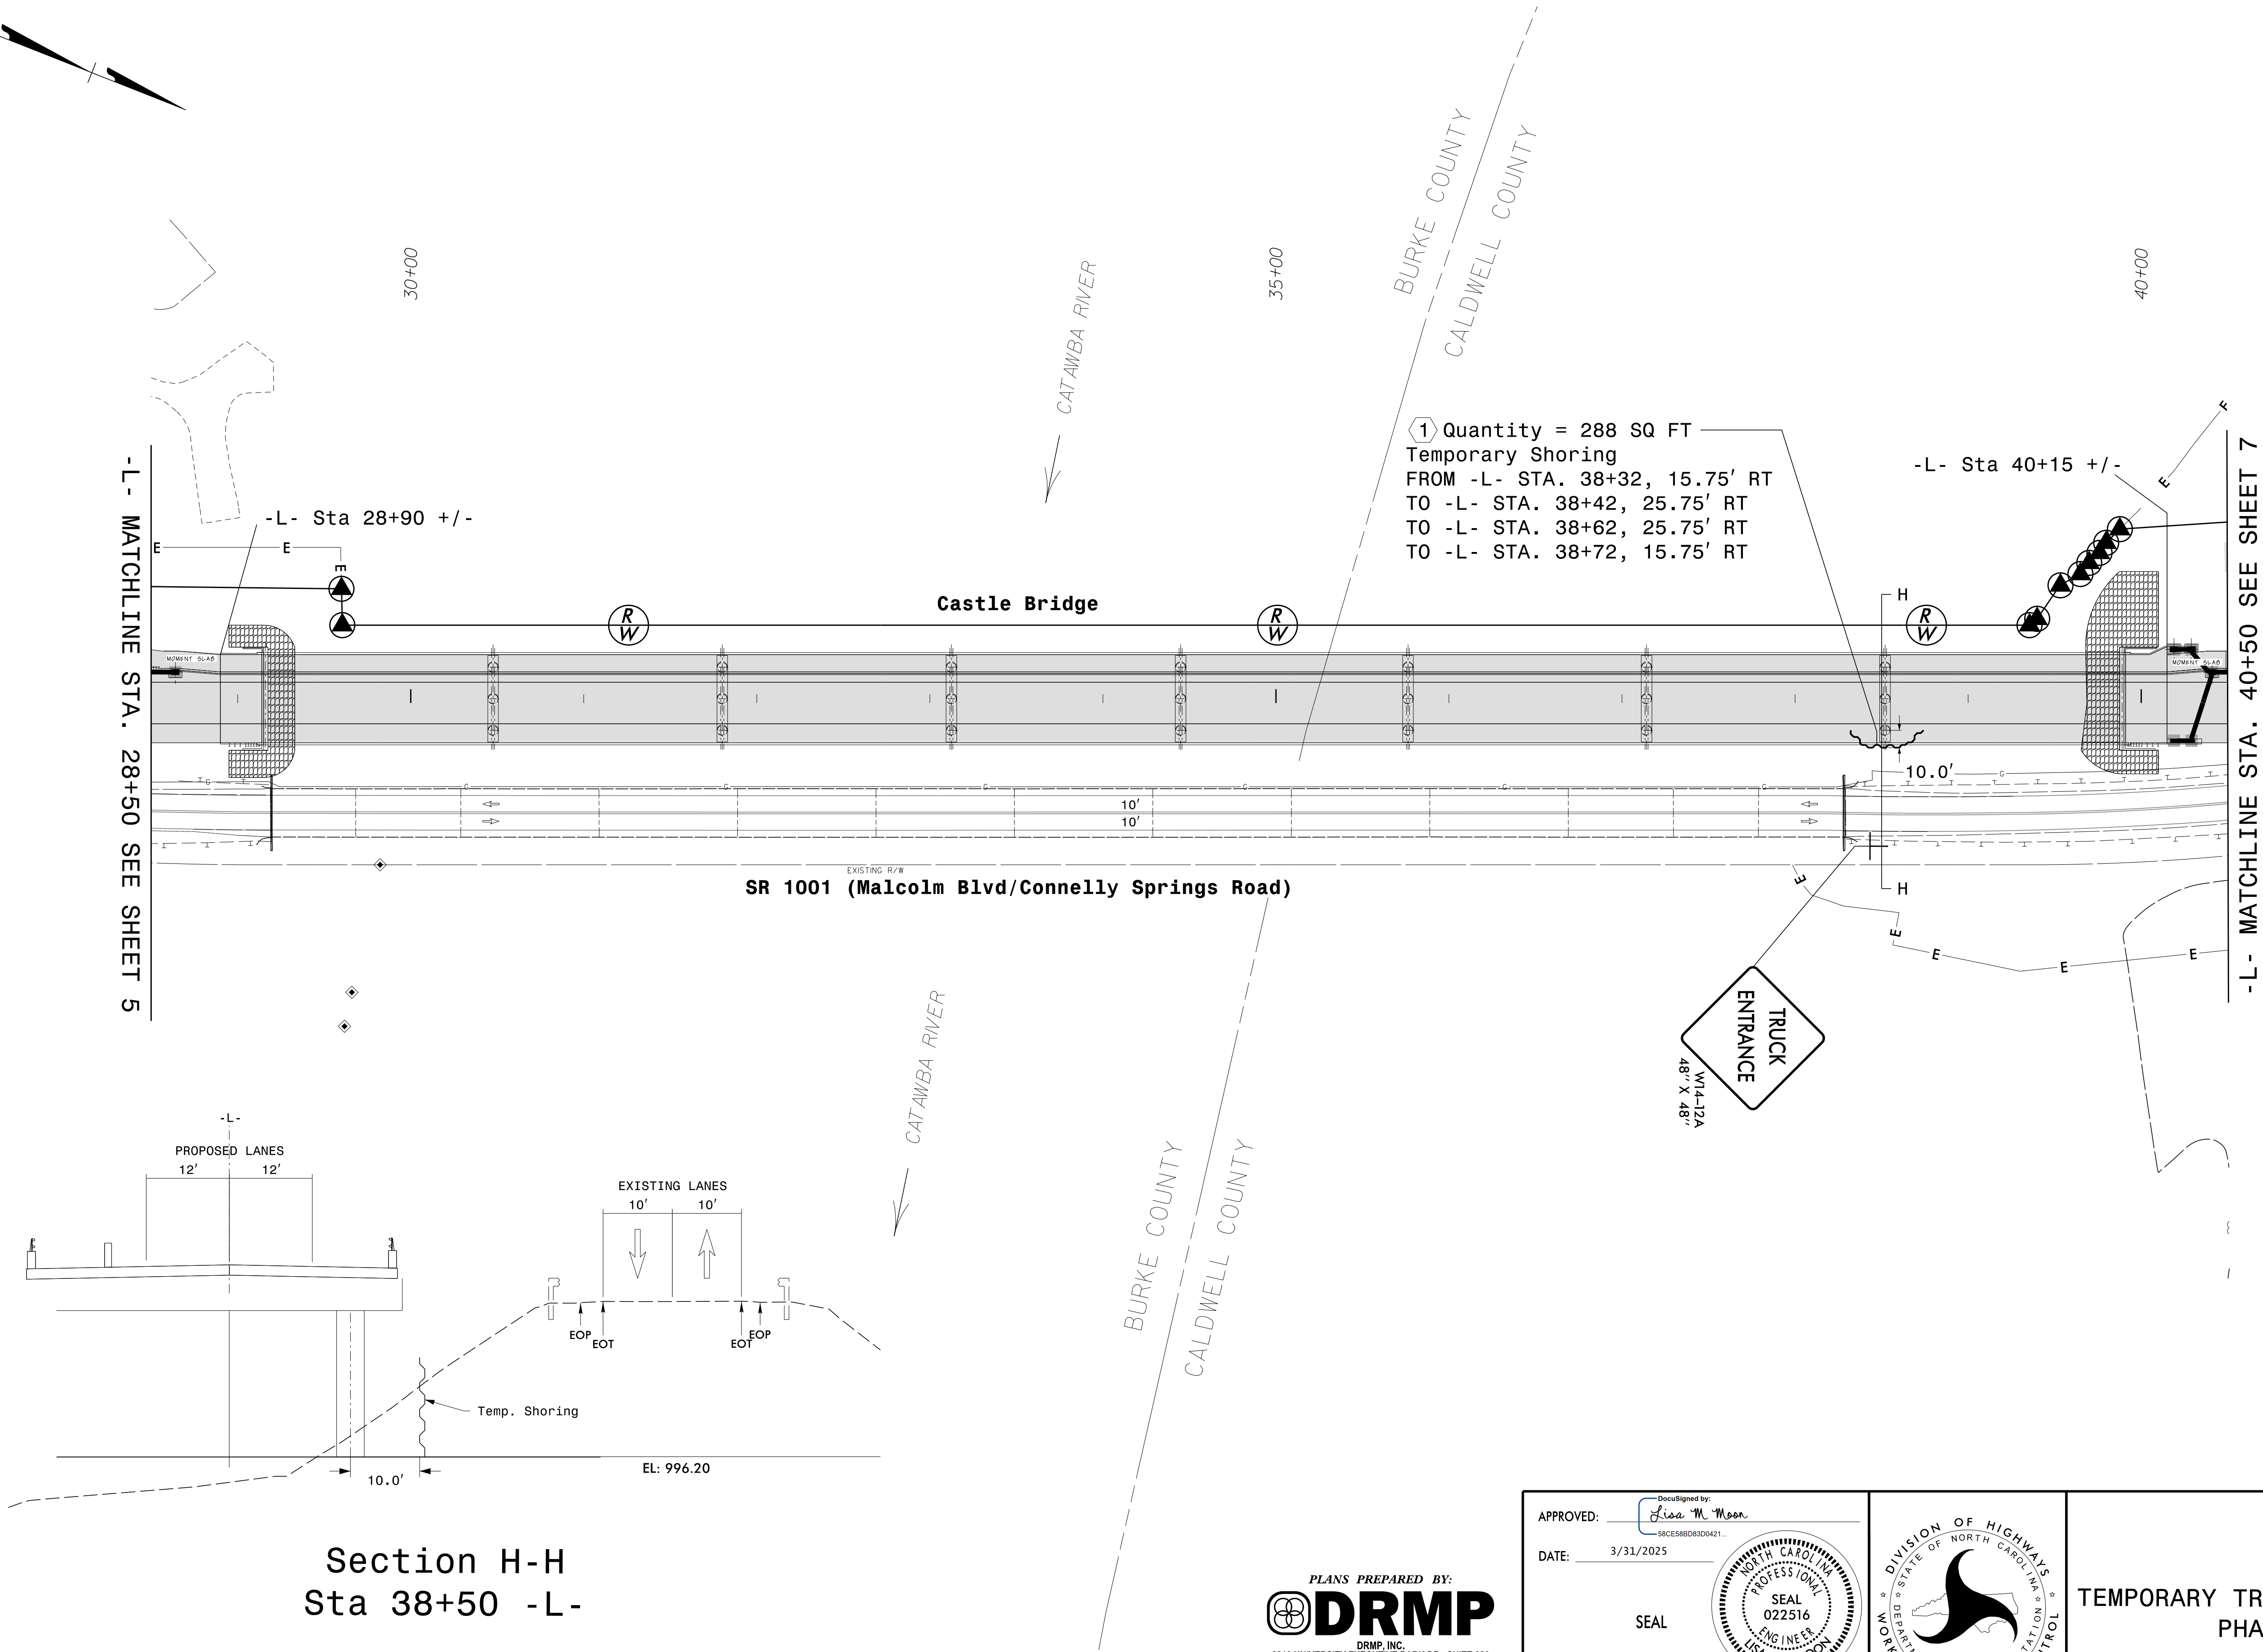 BURKE COUNTY
CALDWELL COUNTY
30+00
35+00
40+00
CATAWBA RIVER
1 Quantity = 288 SQ FT
Temporary Shoring
FROM -L- STA. 38+32, 15.75' RT
TO -L- STA. 38+42, 25.75' RT
TO -L- STA. 38+62, 25.75' RT
TO -L- STA. 38+72, 15.75' RT
-L- Sta 40+15 +/-
-L- MATCHLINE STA. 28+50 SEE SHEET 5
-L- MATCHLINE STA. 40+50 SEE SHEET 7
-L- Sta 28+90 +/-
E
E
E
E
E
Castle Bridge
R
W
R
W
R
W
H
MOMENT SLAB
MOMENT SLAB
10.0'
G
G
G
G
G
G
G
G
10'
10'
EXISTING R/W
SR 1001 (Malcolm Blvd/Connelly Springs Road)
H
E
E
E
E
E
TRUCK
ENTRANCE
W14-12A
48" X 48"
CATAWBA RIVER
BURKE COUNTY
CALDWELL COUNTY
-L-
PROPOSED LANES
12' 12'
EXISTING LANES
10' 10'
EOP
EOT
EOT
EOP
Temp. Shoring
10.0'
EL: 996.20
Section H-H
Sta 38+50 -L-
PLANS PREPARED BY:
DRMP
DRMP, INC.
APPROVED:
DocuSigned by:
Lisa M Moon
58CE58BD83D0421...
DATE: 3/31/2025
SEAL
NORTH CAROLINA
PROFESSIONAL
SEAL
022516
ENGINEER
DIVISION OF HIGHWAYS
STATE OF NORTH CAROLINA
TEMPORARY TR
PHA